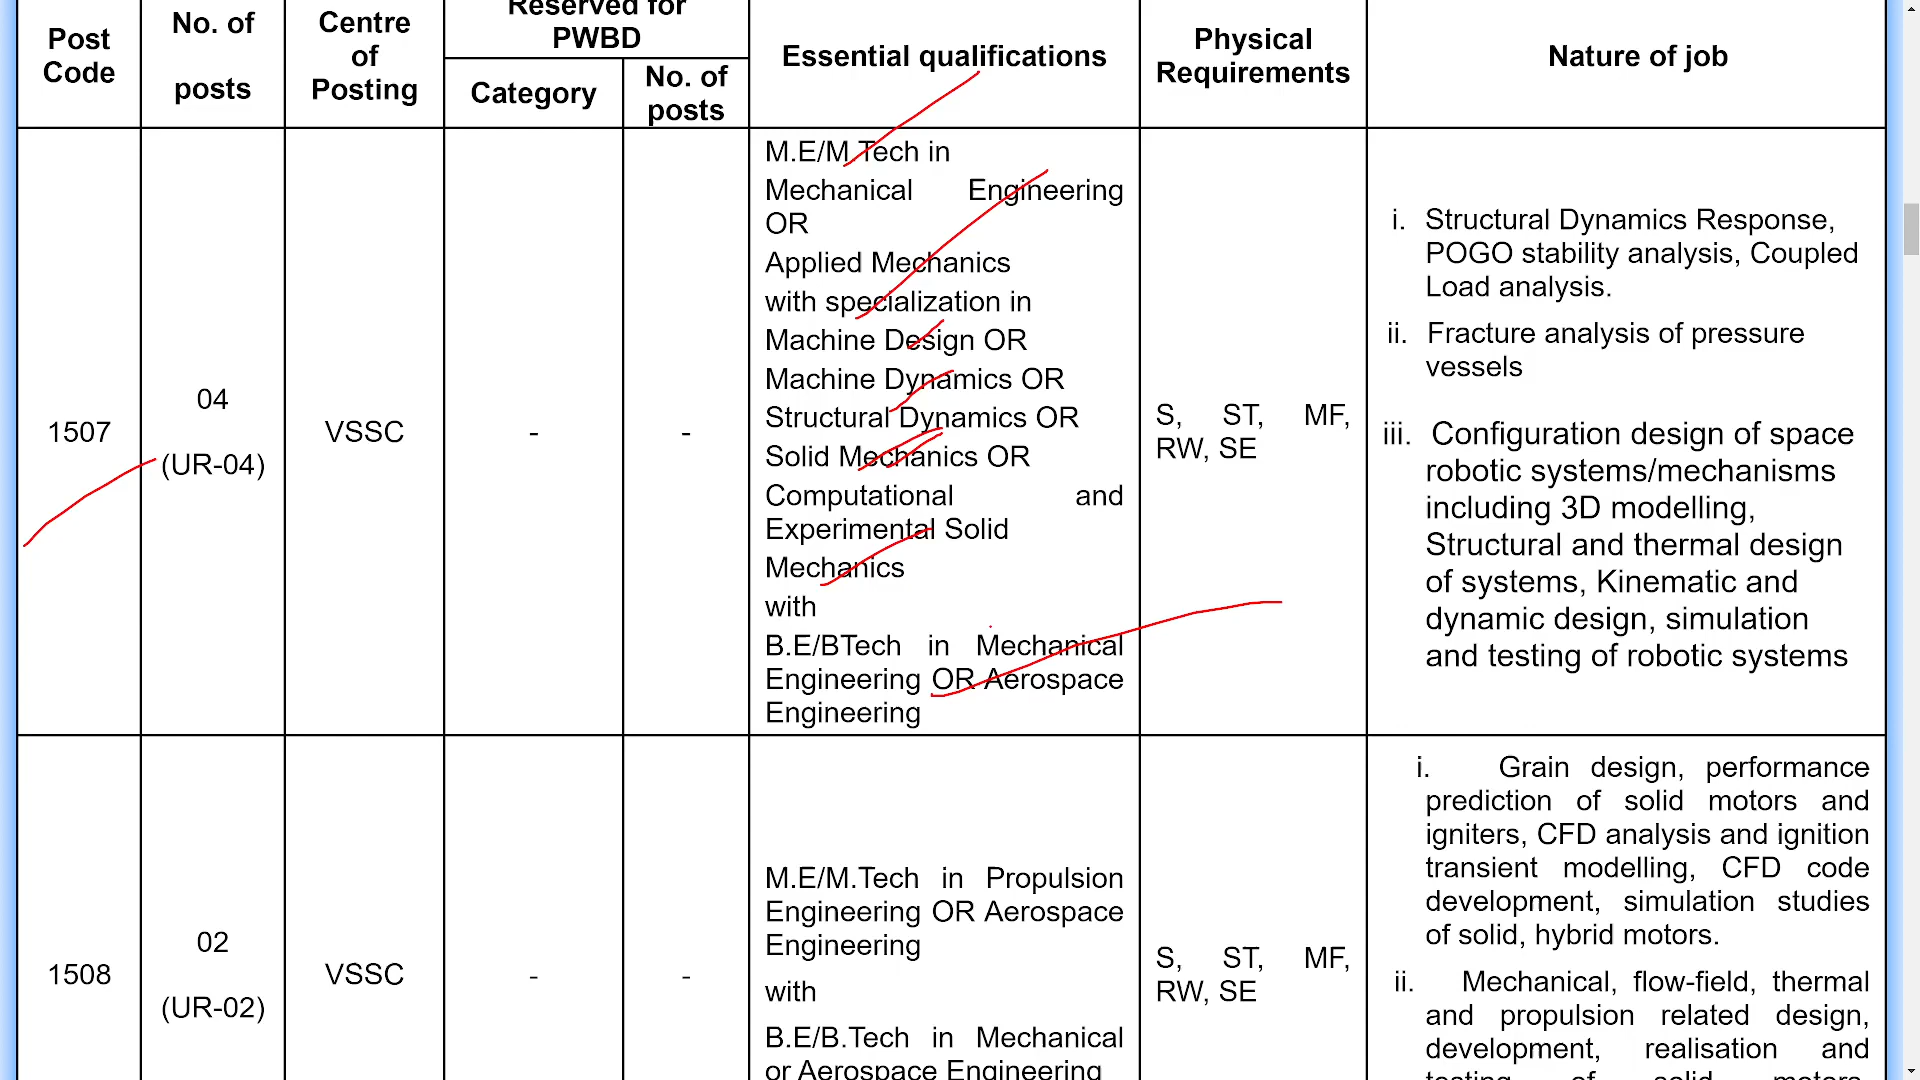 Reserved for
PWBD
Post
Code
No. of
posts
Centre
of
Posting
Category
No. of
posts
Essential qualifications
Physical
Requirements
Nature of job
1507
04
(UR-04)
VSSC
-
-
M.E/M.Tech in
Mechanical Engineering
OR
Applied Mechanics
with specialization in
Machine Design OR
Machine Dynamics OR
Structural Dynamics OR
Solid Mechanics OR
Computational and
Experimental Solid
Mechanics
with
B.E/BTech in Mechanical
Engineering OR Aerospace
Engineering
S, ST, MF,
RW, SE
i. Structural Dynamics Response,
POGO stability analysis, Coupled
Load analysis.
ii. Fracture analysis of pressure
vessels
iii. Configuration design of space
robotic systems/mechanisms
including 3D modelling,
Structural and thermal design
of systems, Kinematic and
dynamic design, simulation
and testing of robotic systems
1508
02
(UR-02)
VSSC
-
-
M.E/M.Tech in Propulsion
Engineering OR Aerospace
Engineering
with
B.E/B.Tech in Mechanical
or Aerospace Engineering
S, ST, MF,
RW, SE
i. Grain design, performance
prediction of solid motors and
igniters, CFD analysis and ignition
transient modelling, CFD code
development, simulation studies
of solid, hybrid motors.
ii. Mechanical, flow-field, thermal
and propulsion related design,
development, realisation and
testing of solid motors,